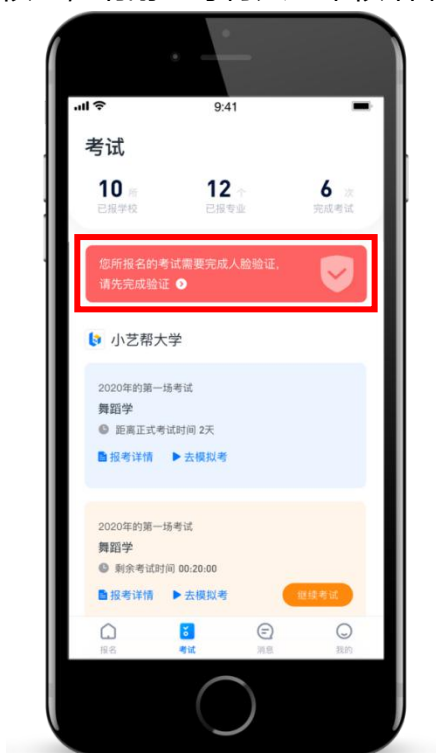 9:41
考试
10 所
12 个
6 次
已报学校
已报专业
完成考试
您所报名的考试需要完成人脸验证,
请先完成验证
小艺帮大学
2020年的第一场考试
舞蹈学
距离正式考试时间 2天
报考详情
去模拟考
2020年的第一场考试
舞蹈学
剩余考试时间 00:20:00
报考详情
去模拟考
继续考试
报名
考试
消息
我的